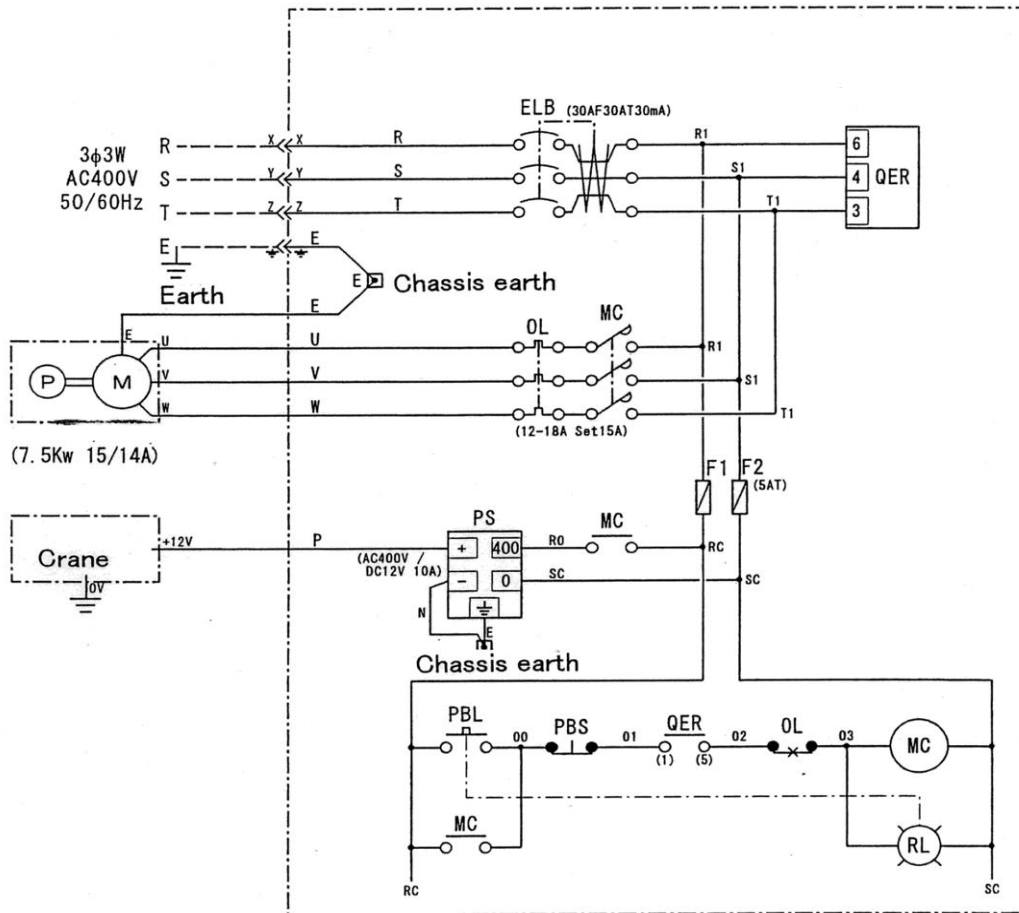 ELB (30AF30AT30mA)
3φ3W
AC400V
50/60Hz
R X X R R1 6
S Y Y S S1 4 QER
T Z Z T T1 3
E E
E Chassis earth
Earth E
E U U OL MC R1
P M V V S1
W W T1
(12-18A Set15A)
(7.5Kw 15/14A)
F1 F2
(5AT)
PS MC
Crane +12V P (AC400V / + 400 R0 RC
DC12V 10A) - 0 SC SC
0V
N E
Chassis earth
PBL PBS QER OL
00 01 02 03 MC
(1) (5)
MC
RL
RC SC